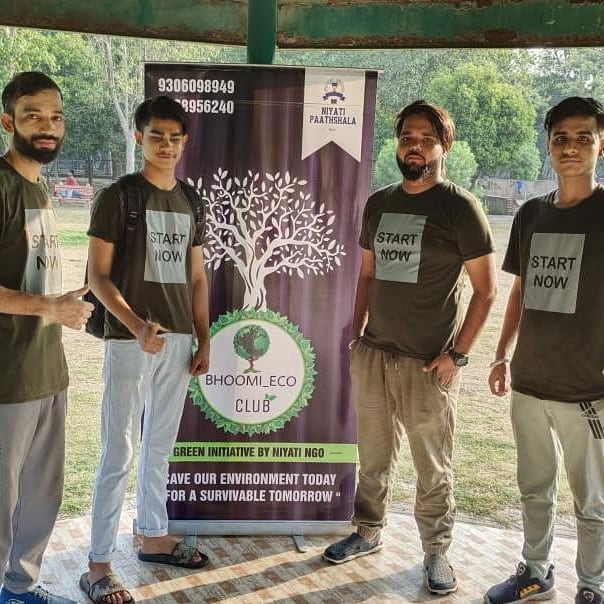 9306098949
8956240
NIYATI
PAATHSHALA
BHOOMI_ECO
CLUB
GREEN INITIATIVE BY NIYATI NGO
SAVE OUR ENVIRONMENT TODAY
FOR A SURVIVABLE TOMORROW "
START
NOW
START
NOW
START
NOW
START
NOW